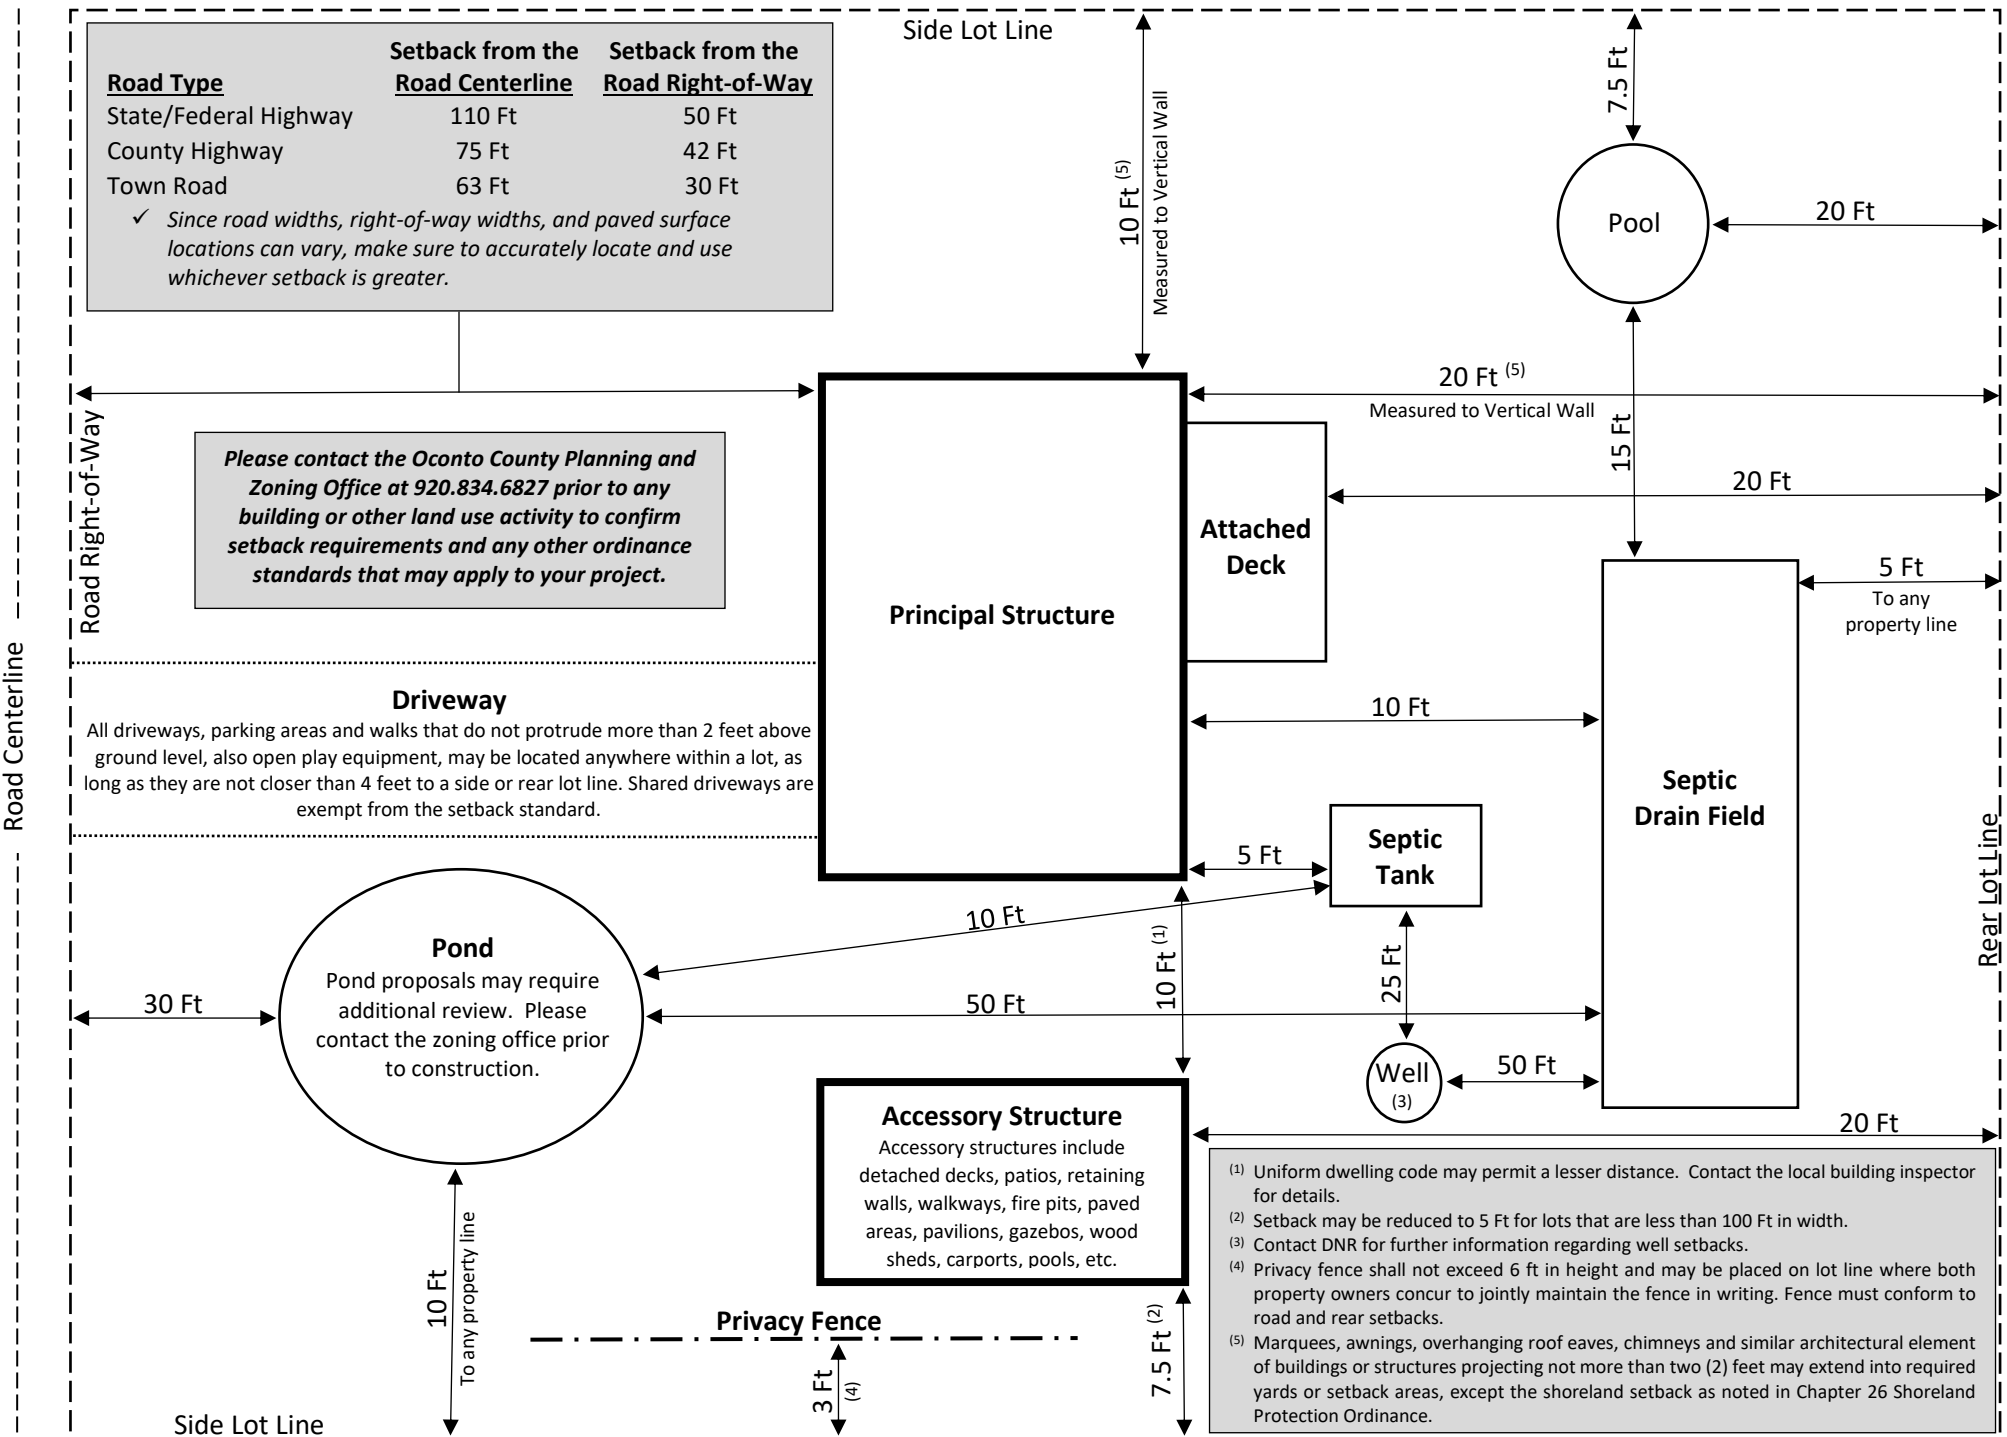 Side Lot Line
Setback from the Setback from the
Road Type Road Centerline Road Right-of-Way
State/Federal Highway 110 Ft 50 Ft
County Highway 75 Ft 42 Ft
Town Road 63 Ft 30 Ft
✓ Since road widths, right-of-way widths, and paved surface
locations can vary, make sure to accurately locate and use
whichever setback is greater.
10 Ft (5)
Measured to Vertical Wall
7.5 Ft
Pool
20 Ft
20 Ft (5)
Measured to Vertical Wall
15 Ft
Road Right-of-Way
Please contact the Oconto County Planning and
Zoning Office at 920.834.6827 prior to any
building or other land use activity to confirm
setback requirements and any other ordinance
standards that may apply to your project.
20 Ft
Attached
Deck
5 Ft
To any
property line
Principal Structure
Road Centerline
Driveway
All driveways, parking areas and walks that do not protrude more than 2 feet above
ground level, also open play equipment, may be located anywhere within a lot, as
long as they are not closer than 4 feet to a side or rear lot line. Shared driveways are
exempt from the setback standard.
10 Ft
Septic
Drain Field
Septic
Tank
5 Ft
Rear Lot Line
10 Ft
Pond
Pond proposals may require
additional review.  Please
contact the zoning office prior
to construction.
30 Ft
50 Ft
10 Ft (1)
25 Ft
Well
(3)
50 Ft
Accessory Structure
Accessory structures include
detached decks, patios, retaining
walls, walkways, fire pits, paved
areas, pavilions, gazebos, wood
sheds, carports, pools, etc.
20 Ft
10 Ft
To any property line
Privacy Fence
3 Ft
(4)
7.5 Ft (2)
(1) Uniform dwelling code may permit a lesser distance.  Contact the local building inspector
for details.
(2) Setback may be reduced to 5 Ft for lots that are less than 100 Ft in width.
(3) Contact DNR for further information regarding well setbacks.
(4) Privacy fence shall not exceed 6 ft in height and may be placed on lot line where both
property owners concur to jointly maintain the fence in writing. Fence must conform to
road and rear setbacks.
(5) Marquees, awnings, overhanging roof eaves, chimneys and similar architectural element
of buildings or structures projecting not more than two (2) feet may extend into required
yards or setback areas, except the shoreland setback as noted in Chapter 26 Shoreland
Protection Ordinance.
Side Lot Line